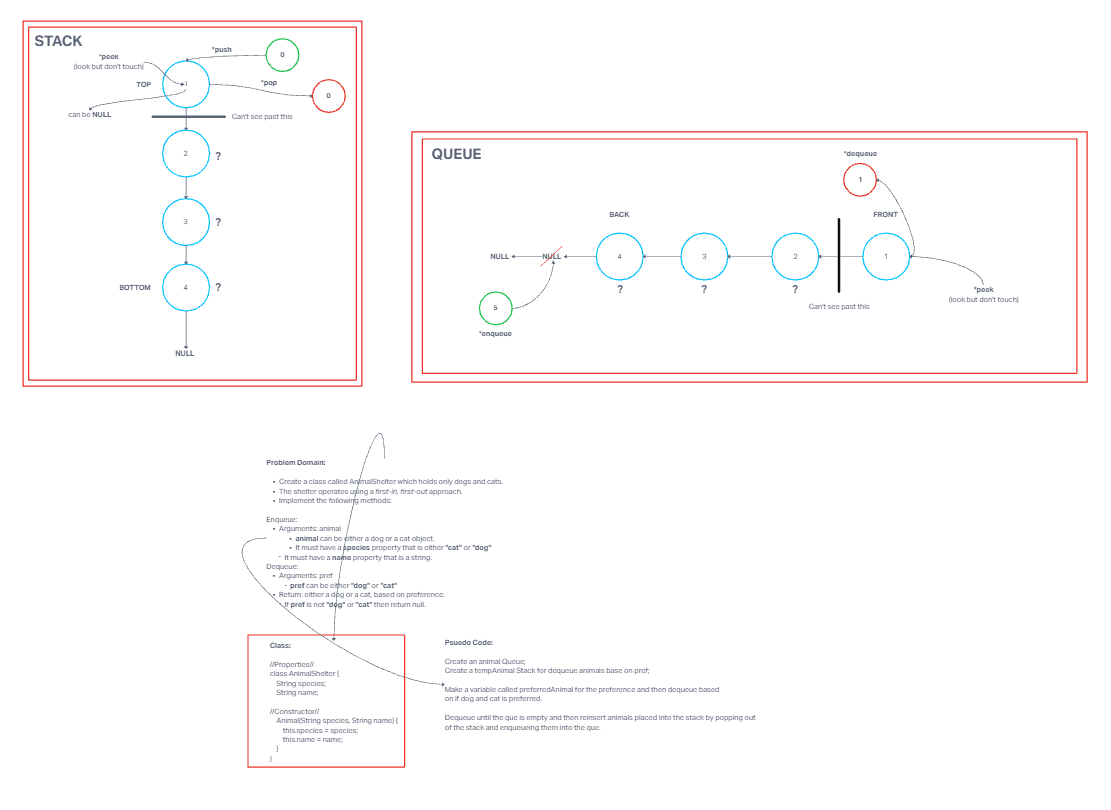 STACK
*push
0
*peek
(look but don't touch)
TOP
1
*pop
0
can be NULL
Can't see past this
2
?
3
?
BOTTOM
4
?
NULL
QUEUE
*dequeue
1
BACK
FRONT
NULL
NULL
4
3
2
1
?
?
?
*peek
(look but don't touch)
Can't see past this
5
*enqueue
Problem Domain:
• Create a class called AnimalShelter which holds only dogs and cats.
• The shelter operates using a first-in, first-out approach.
• Implement the following methods:
Enqueue:
• Arguments: animal
• animal can be either a dog or a cat object.
• It must have a species property that is either "cat" or "dog"
- It must have a name property that is a string.
Dequeue:
• Arguments: pref
- pref can be either "dog" or "cat"
• Return: either a dog or a cat, based on preference.
- If pref is not "dog" or "cat" then return null.
Class:
//Properties//
class AnimalShelter {
String species;
String name;
//Constructor//
Animal(String species, String name) {
this.species = species;
this.name = name;
}
}
Psuedo Code:
Create an animal Queue;
Create a tempAnimal Stack for dequeue animals base on pref;
Make a variable called preferredAnimal for the preference and then dequeue based
on if dog and cat is preferred.
Dequeue until the que is empty and then reinsert animals placed into the stack by popping out
of the stack and enqueueing them into the que.